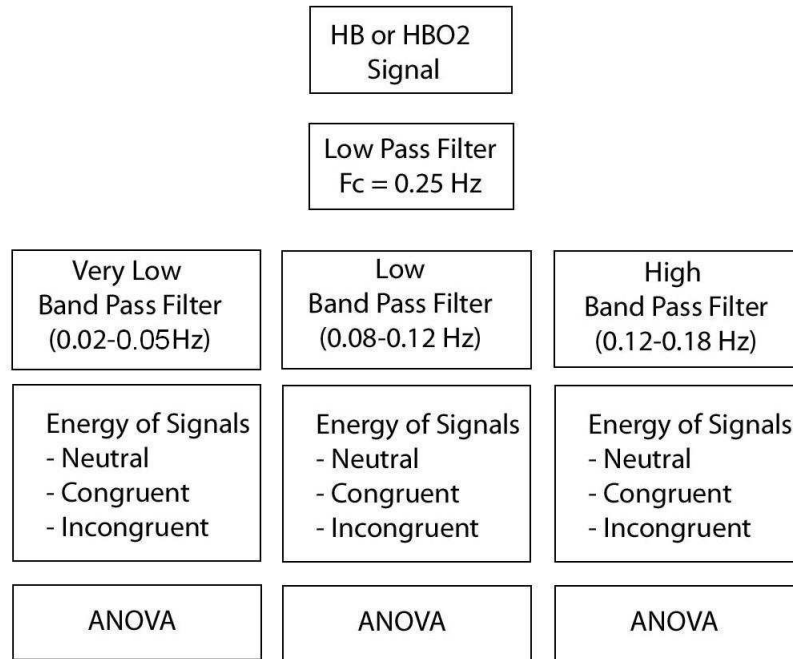 HB or HBO2
Signal
Low Pass Filter
Fc = 0.25 Hz
Very Low
Band Pass Filter
(0.02-0.05Hz)
Low
Band Pass Filter
(0.08-0.12 Hz)
High
Band Pass Filter
(0.12-0.18 Hz)
Energy of Signals
- Neutral
- Congruent
- Incongruent
Energy of Signals
- Neutral
- Congruent
- Incongruent
Energy of Signals
- Neutral
- Congruent
- Incongruent
ANOVA
ANOVA
ANOVA